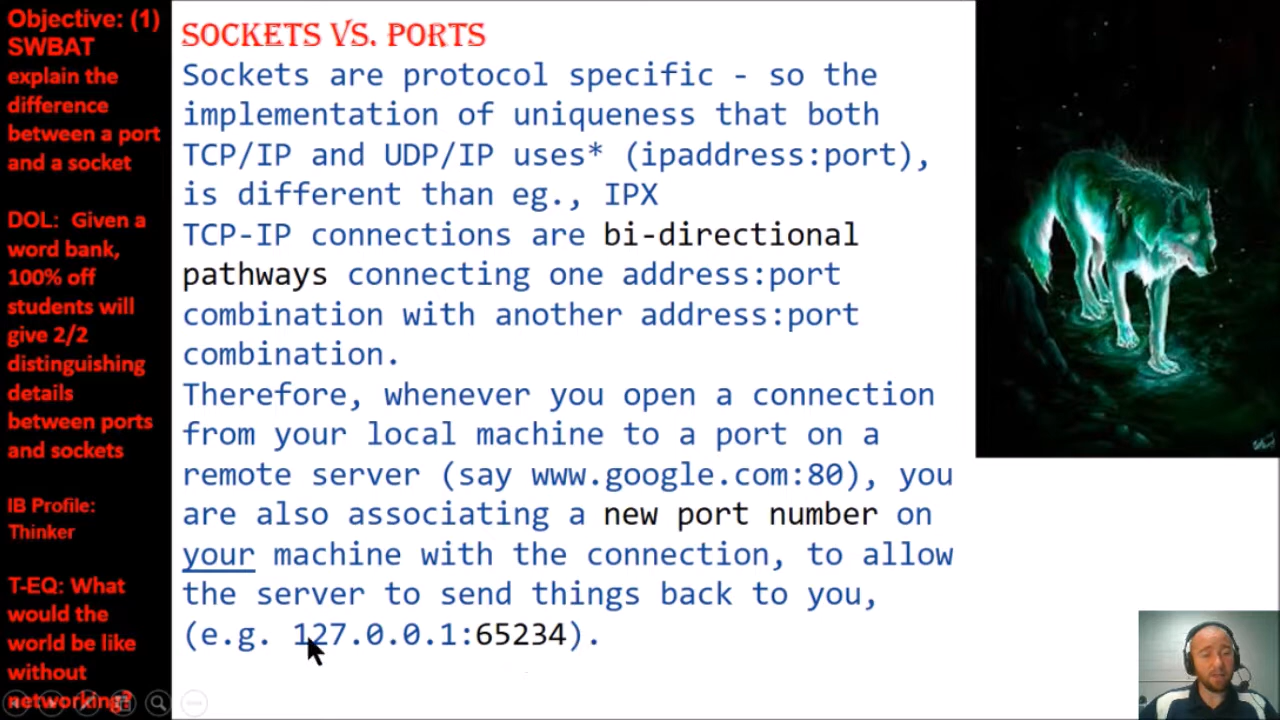 Objective: (1)
SWBAT
explain the
difference
between a port
and a socket
DOL: Given a
word bank,
100% off
students will
give 2/2
distinguishing
details
between ports
and sockets
IB Profile:
Thinker
T-EQ: What
would the
world be like
without
networking?
SOCKETS VS. PORTS
Sockets are protocol specific - so the
implementation of uniqueness that both
TCP/IP and UDP/IP uses* (ipaddress:port),
is different than eg., IPX
TCP-IP connections are bi-directional
pathways connecting one address:port
combination with another address:port
combination.
Therefore, whenever you open a connection
from your local machine to a port on a
remote server (say www.google.com:80), you
are also associating a new port number on
your machine with the connection, to allow
the server to send things back to you,
(e.g. 127.0.0.1:65234).